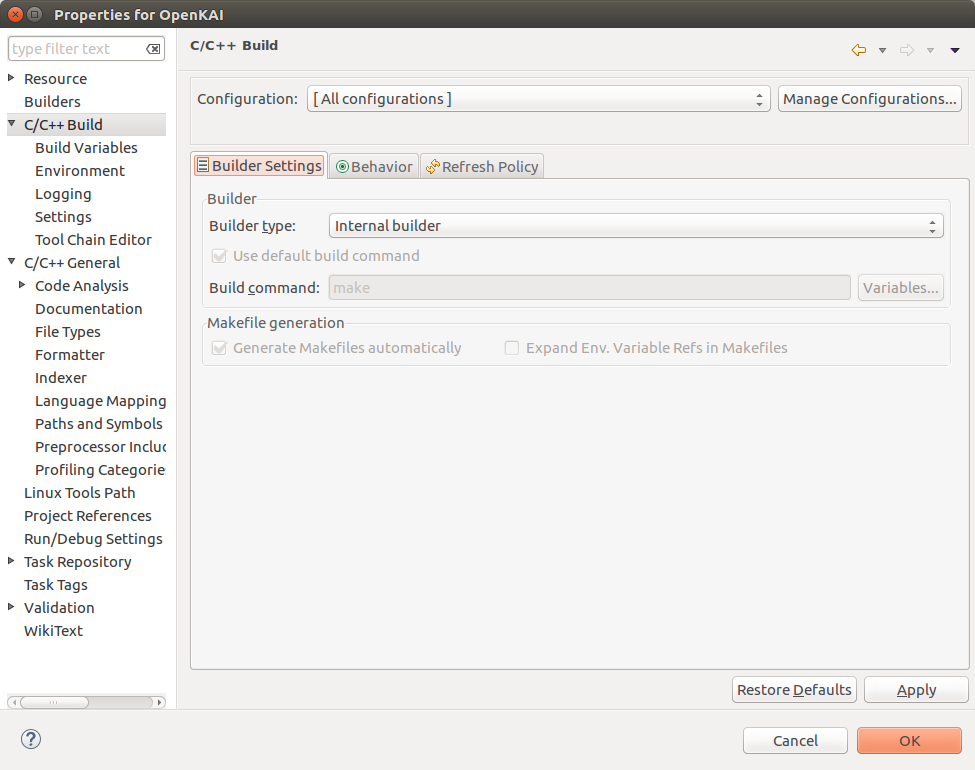 Properties for OpenKAI
type filter text
Resource
Builders
C/C++ Build
Build Variables
Environment
Logging
Settings
Tool Chain Editor
C/C++ General
Code Analysis
Documentation
File Types
Formatter
Indexer
Language Mapping
Paths and Symbols
Preprocessor Includ
Profiling Categorie
Linux Tools Path
Project References
Run/Debug Settings
Task Repository
Task Tags
Validation
WikiText
C/C++ Build
Configuration: [ All configurations ] Manage Configurations...
Builder Settings Behavior Refresh Policy
Builder
Builder type: Internal builder
Use default build command
Build command: make Variables...
Makefile generation
Generate Makefiles automatically Expand Env. Variable Refs in Makefiles
Restore Defaults Apply
? Cancel OK